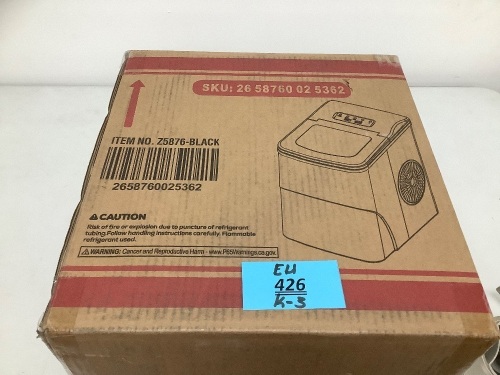 SKU: 26 58760 02 5362
ITEM NO. Z5876-BLACK
2658760025362
CAUTION
Risk of fire or explosion due to puncture of refrigerant
tubing.Follow handling instructions carefully. Flammable
refrigerant used.
WARNING: Cancer and Reproductive Harm - www.P65Warnings.ca.gov.
EU
426
K-3